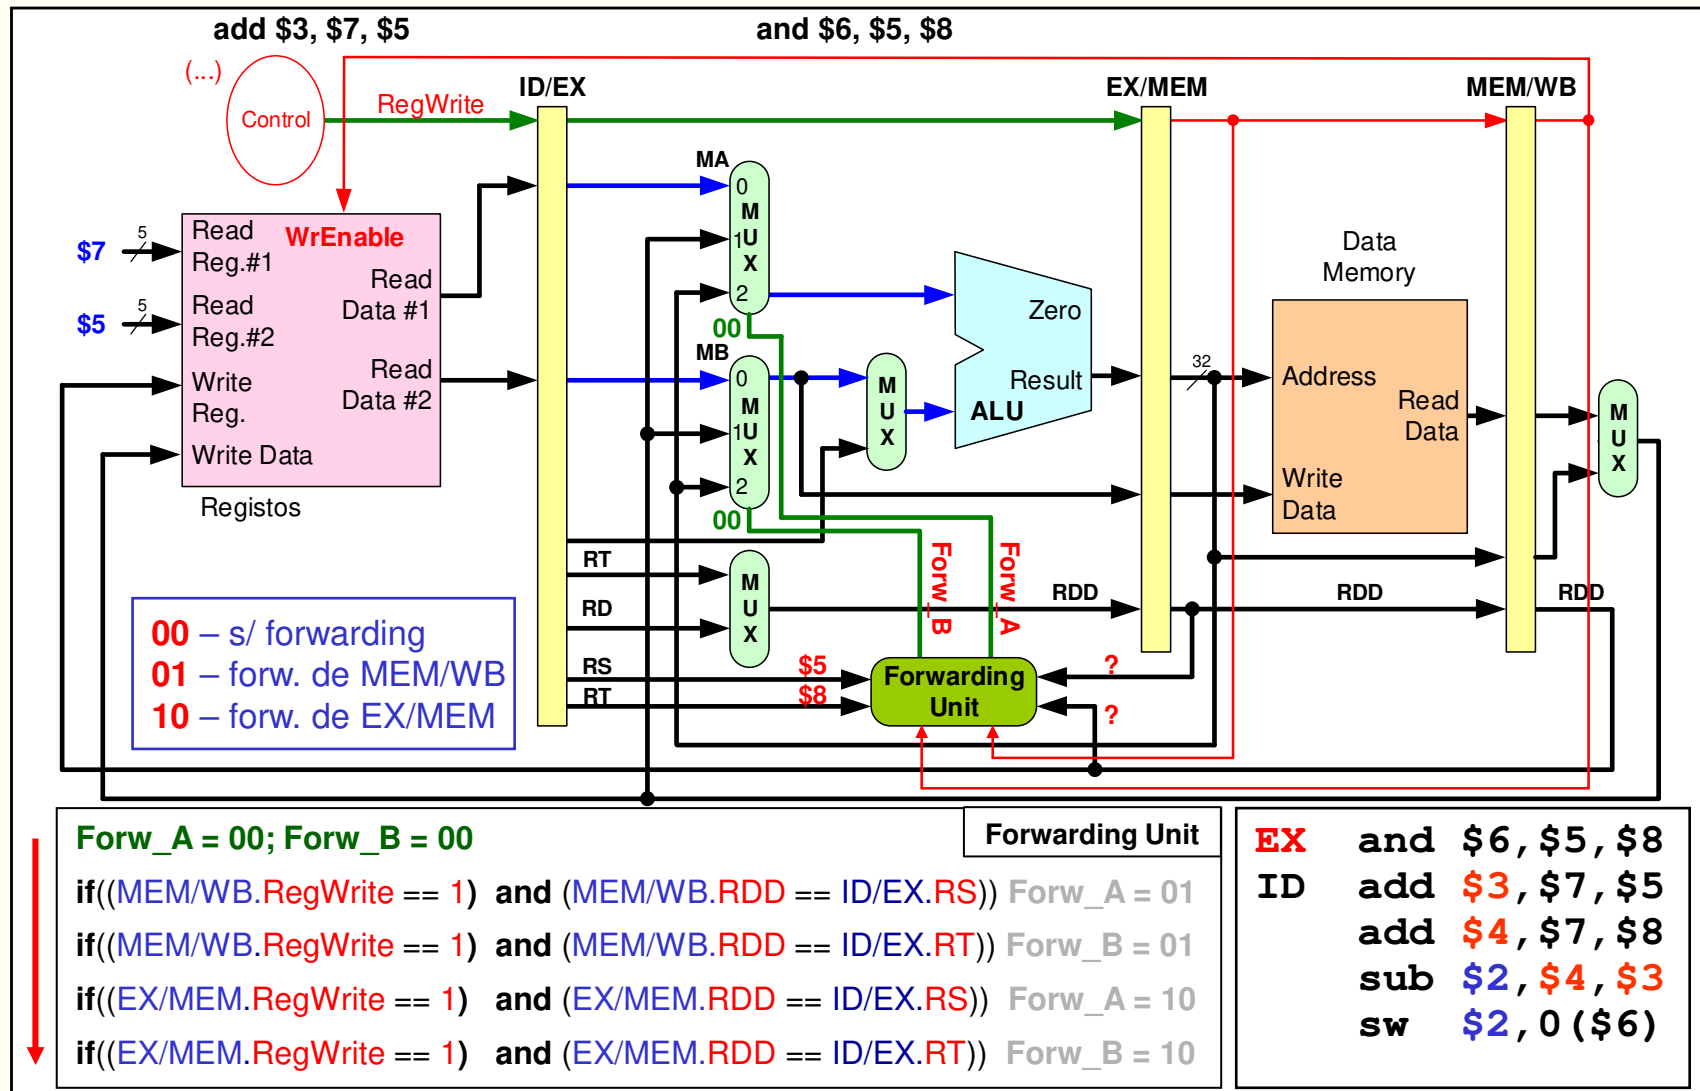 add $3, $7, $5
and $6, $5, $8
(...)
Control
RegWrite
ID/EX
EX/MEM
MEM/WB
MA
0
M
1U
X
2
00
$7
5
Read
Reg.#1
WrEnable
Read
Data #1
$5
5
Read
Reg.#2
Write
Reg.
Read
Data #2
Write Data
Registos
MB
0
M
1U
X
2
00
M
U
X
Zero
Result
ALU
32
Data
Memory
Address
Read
Data
Write
Data
M
U
X
RT
RD
M
U
X
RDD
RDD
RDD
Forw_B
Forw_A
RS
$5
RT
$8
Forwarding
Unit
?
?
00 – s/ forwarding
01 – forw. de MEM/WB
10 – forw. de EX/MEM
Forw_A = 00; Forw_B = 00
Forwarding Unit
if((MEM/WB.RegWrite == 1) and (MEM/WB.RDD == ID/EX.RS)) Forw_A = 01
if((MEM/WB.RegWrite == 1) and (MEM/WB.RDD == ID/EX.RT)) Forw_B = 01
if((EX/MEM.RegWrite == 1) and (EX/MEM.RDD == ID/EX.RS)) Forw_A = 10
if((EX/MEM.RegWrite == 1) and (EX/MEM.RDD == ID/EX.RT)) Forw_B = 10
EX and $6,$5,$8
ID add $3,$7,$5
add $4,$7,$8
sub $2,$4,$3
sw $2,0($6)